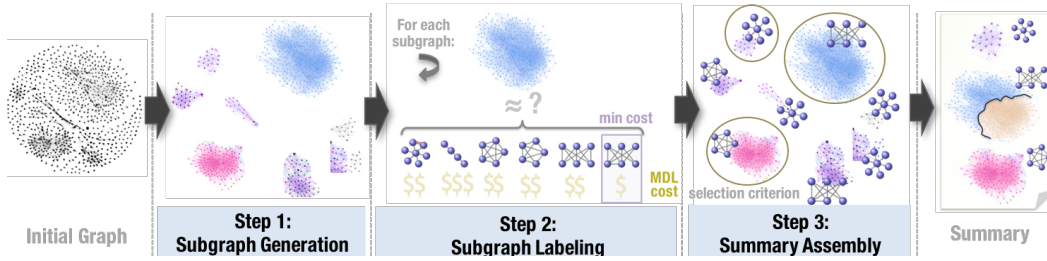 For each
subgraph:
≈ ?
min cost
$$ $$$ $$ $$ $$ $
MDL
cost
selection criterion
Initial Graph
Step 1:
Subgraph Generation
Step 2:
Subgraph Labeling
Step 3:
Summary Assembly
Summary